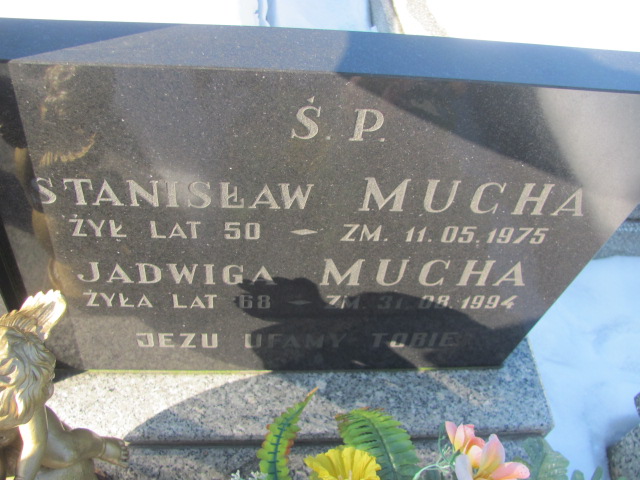 Ś. P.
STANISŁAW MUCHA
ŻYŁ LAT 50 – ZM. 11.05.1975
JADWIGA MUCHA
ŻYŁA LAT 68 – ZM. 31.08.1994
JEZU UFAMY TOBIE